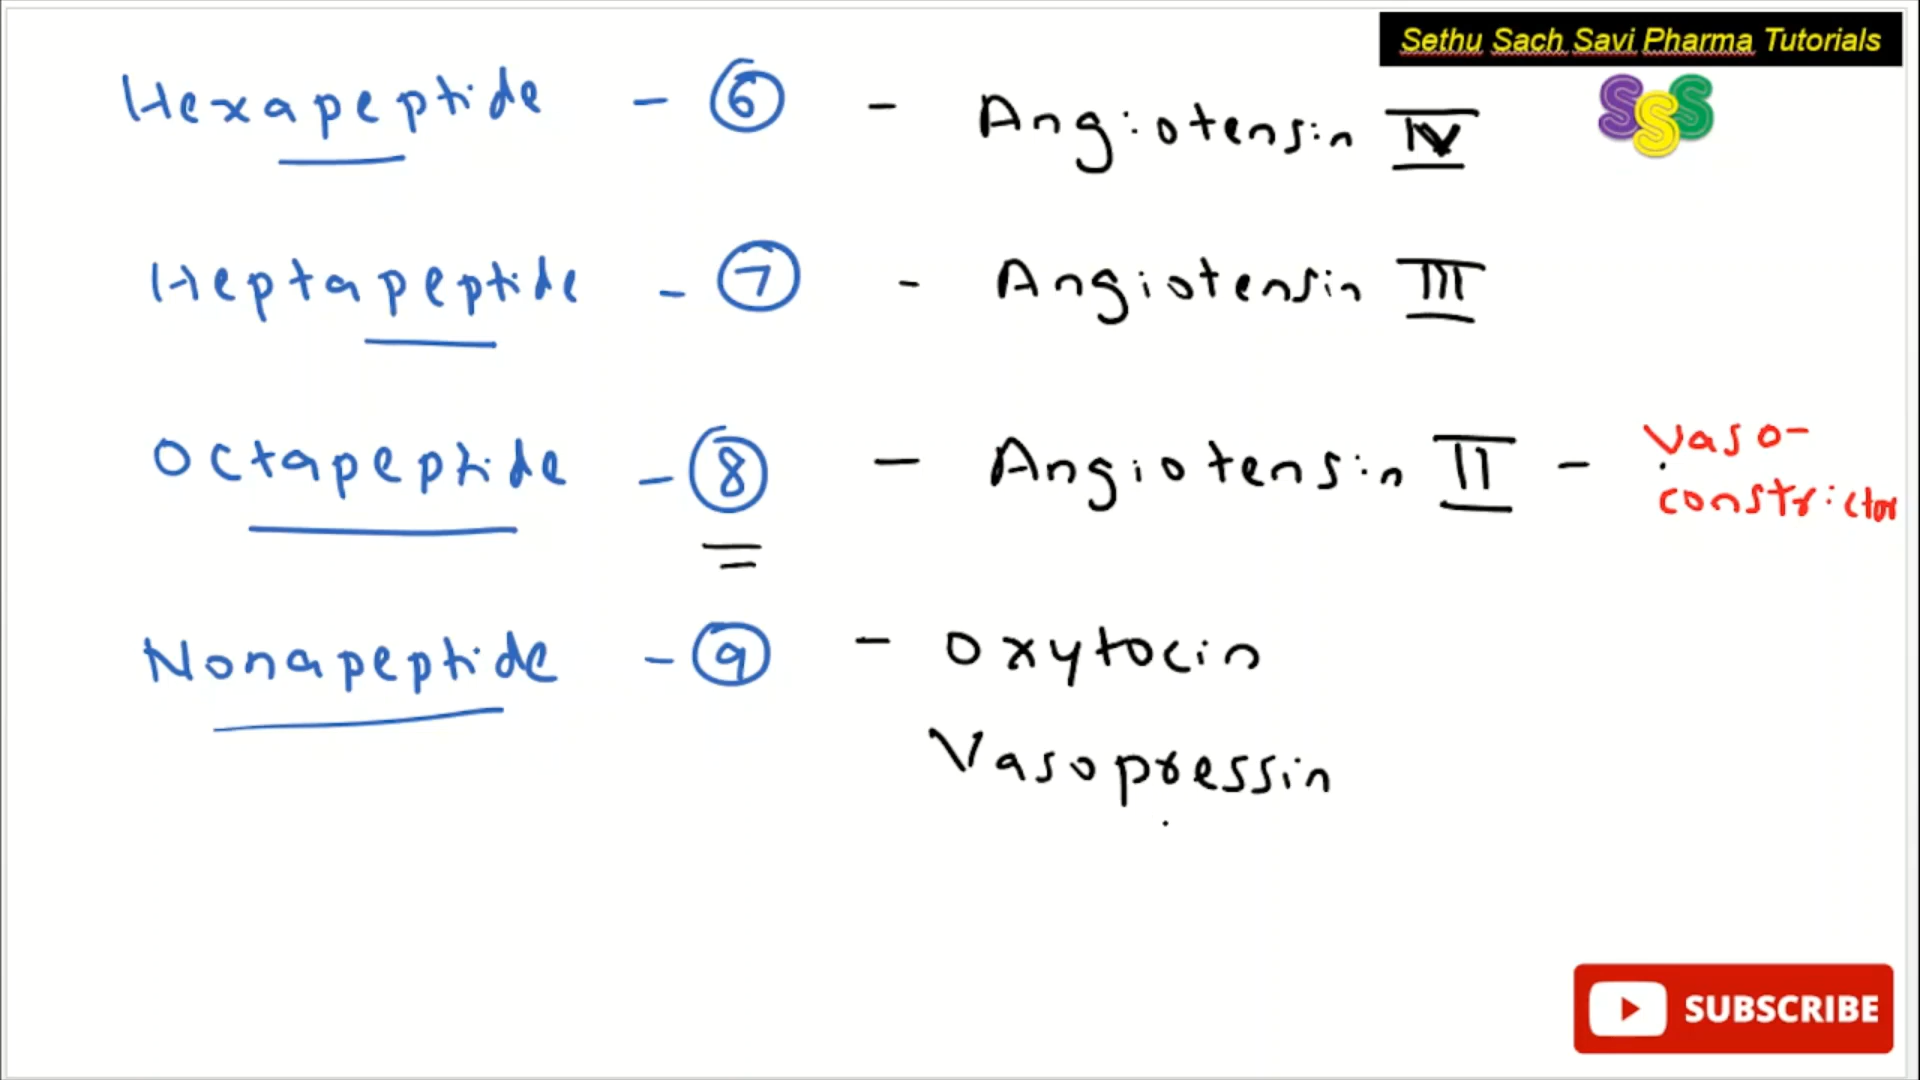 Sethu Sach Savi Pharma Tutorials
SSS
Hexapeptide - 6 - Angiotensin IV
Heptapeptide - 7 - Angiotensin III
Octapeptide - 8 - Angiotensin II - Vaso-
constrictor
Nonapeptide - 9 - Oxytocin
Vasopressin
SUBSCRIBE